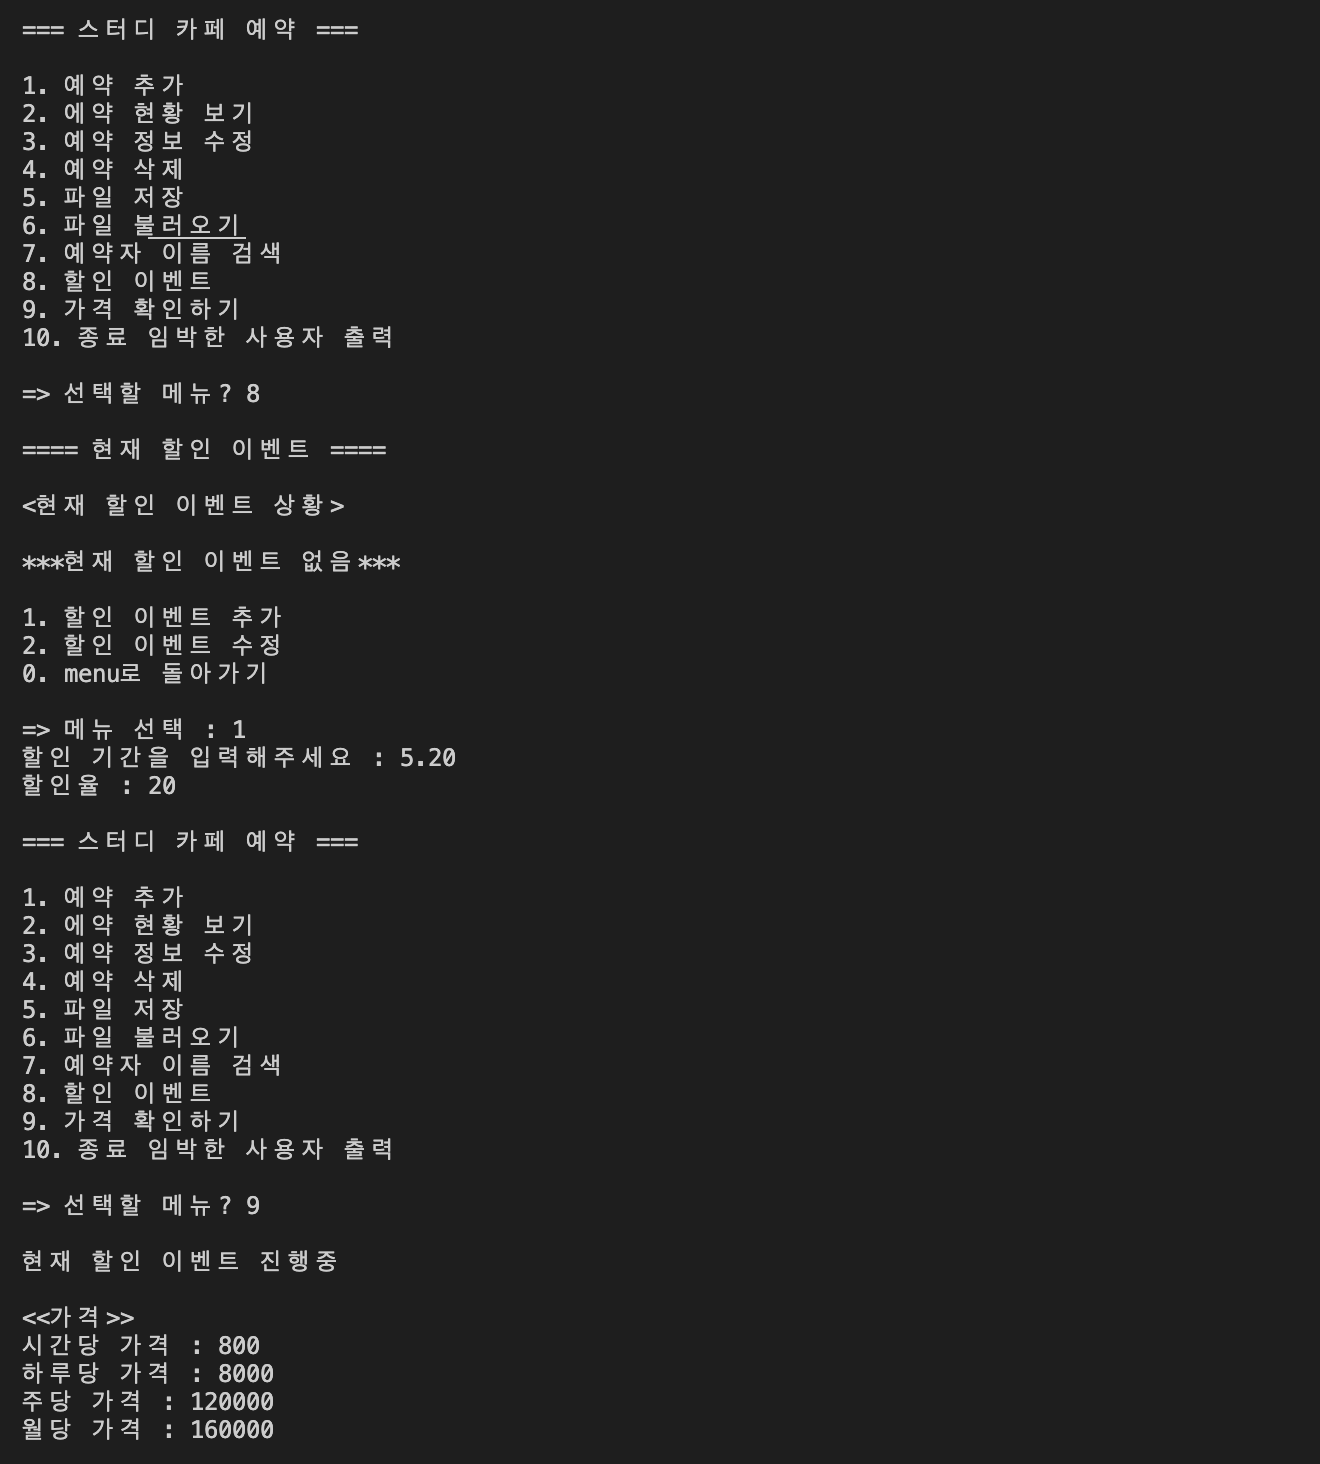 === 스터디 카페 예약 ===
1. 예약 추가
2. 에약 현황 보기
3. 예약 정보 수정
4. 예약 삭제
5. 파일 저장
6. 파일 불러오기
7. 예약자 이름 검색
8. 할인 이벤트
9. 가격 확인하기
10. 종료 임박한 사용자 출력
=> 선택할 메뉴? 8
==== 현재 할인 이벤트 ====
<현재 할인 이벤트 상황>
***현재 할인 이벤트 없음***
1. 할인 이벤트 추가
2. 할인 이벤트 수정
0. menu로 돌아가기
=> 메뉴 선택 : 1
할인 기간을 입력해주세요 : 5.20
할인율 : 20
=== 스터디 카페 예약 ===
1. 예약 추가
2. 에약 현황 보기
3. 예약 정보 수정
4. 예약 삭제
5. 파일 저장
6. 파일 불러오기
7. 예약자 이름 검색
8. 할인 이벤트
9. 가격 확인하기
10. 종료 임박한 사용자 출력
=> 선택할 메뉴? 9
현재 할인 이벤트 진행중
<<가격>>
시간당 가격 : 800
하루당 가격 : 8000
주당 가격 : 120000
월당 가격 : 160000